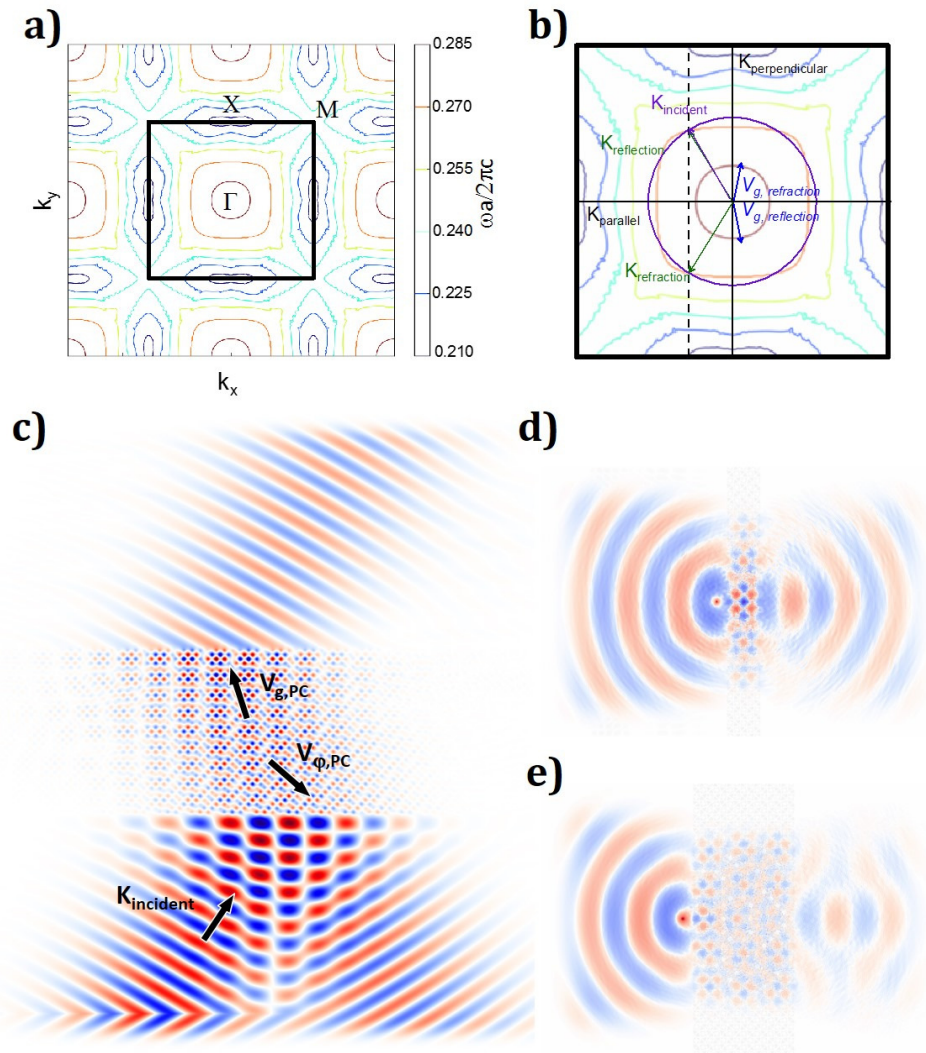 a)
0.285
0.270
0.255
0.240
0.225
0.210
ωa/2πc
X
M
Γ
k_y
k_x
b)
K_perpendicular
K_incident
K_reflection
V_g, refraction
V_g, reflection
K_parallel
K_refraction
c)
V_g,PC
V_φ,PC
K_incident
d)
e)